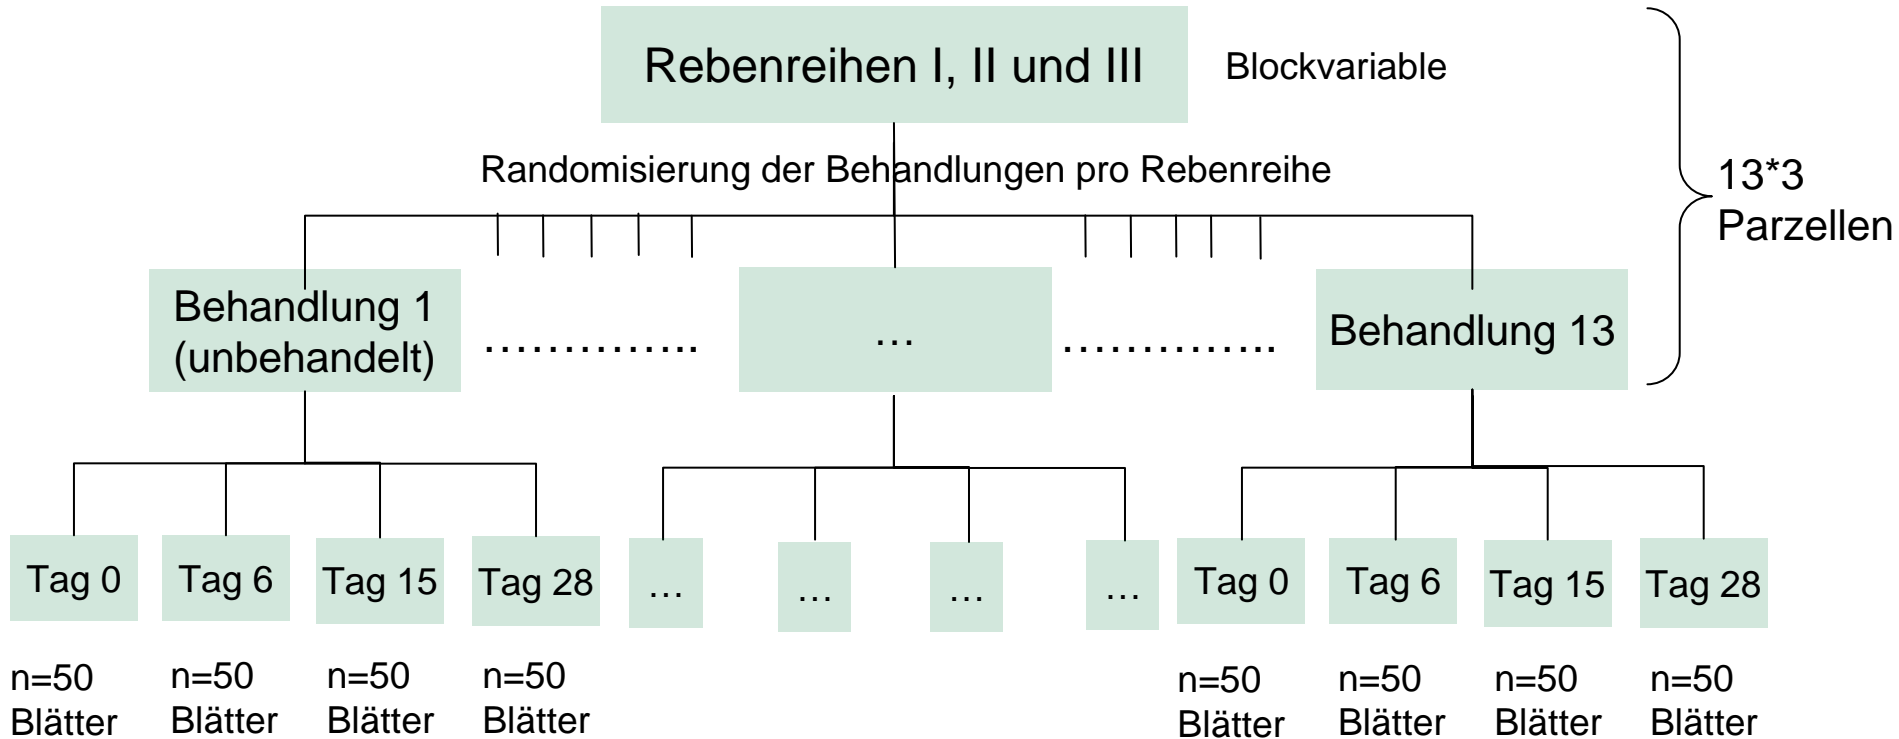 Rebenreihen I, II und III
Blockvariable
Randomisierung der Behandlungen pro Rebenreihe
13*3
Parzellen
Behandlung 1
(unbehandelt)
…………..
…
…………..
Behandlung 13
Tag 0
Tag 6
Tag 15
Tag 28
…
…
…
…
Tag 0
Tag 6
Tag 15
Tag 28
n=50
Blätter
n=50
Blätter
n=50
Blätter
n=50
Blätter
n=50
Blätter
n=50
Blätter
n=50
Blätter
n=50
Blätter